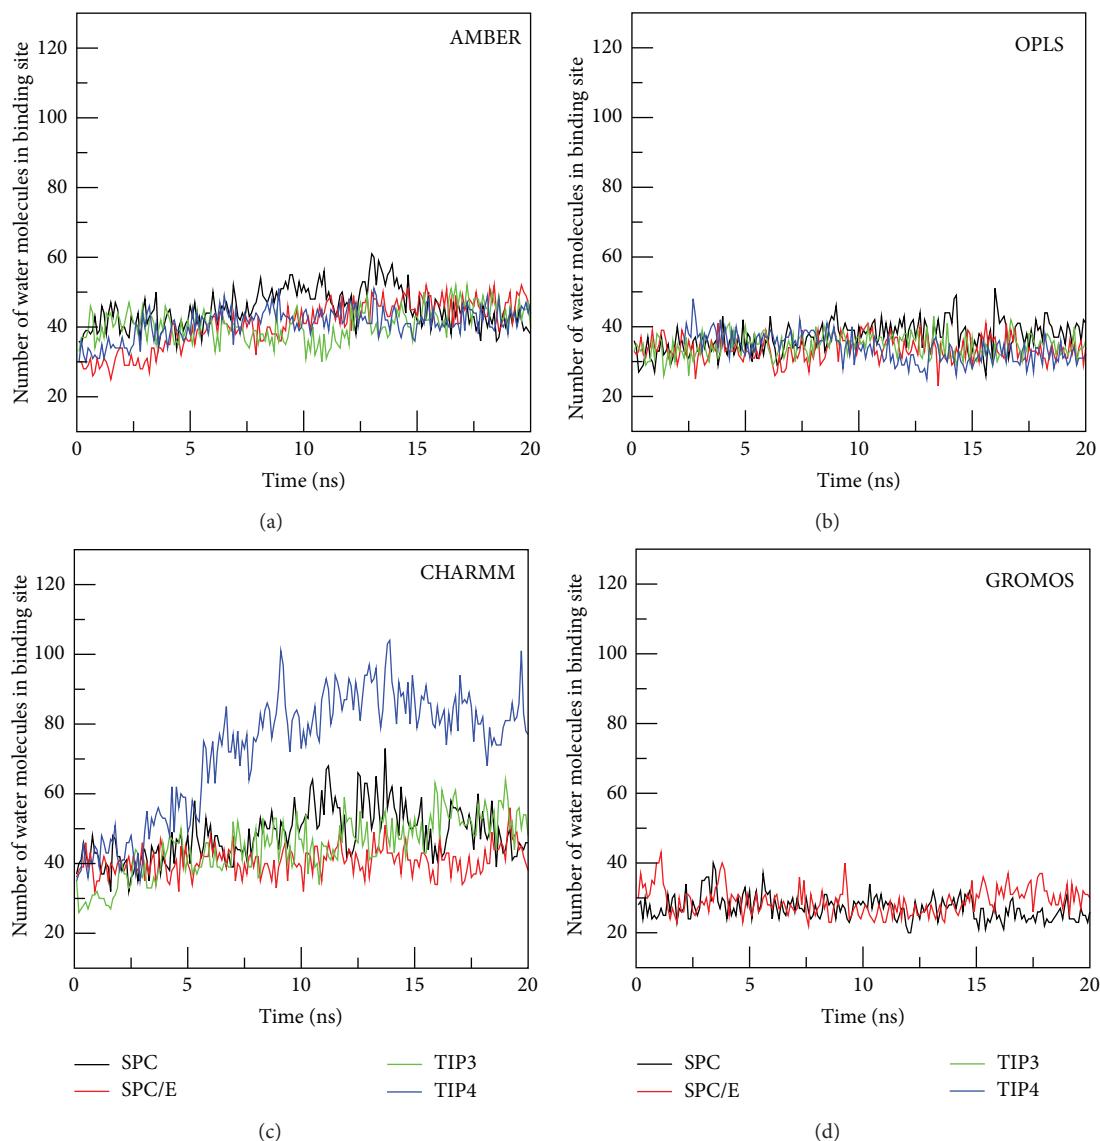 AMBER
Number of water molecules in binding site
120
100
80
60
40
20
0 5 10 15 20
Time (ns)
(a)
OPLS
Number of water molecules in binding site
120
100
80
60
40
20
0 5 10 15 20
Time (ns)
(b)
CHARMM
Number of water molecules in binding site
120
100
80
60
40
20
0 5 10 15 20
Time (ns)
SPC TIP3
SPC/E TIP4
(c)
GROMOS
Number of water molecules in binding site
120
100
80
60
40
20
0 5 10 15 20
Time (ns)
SPC TIP3
SPC/E TIP4
(d)